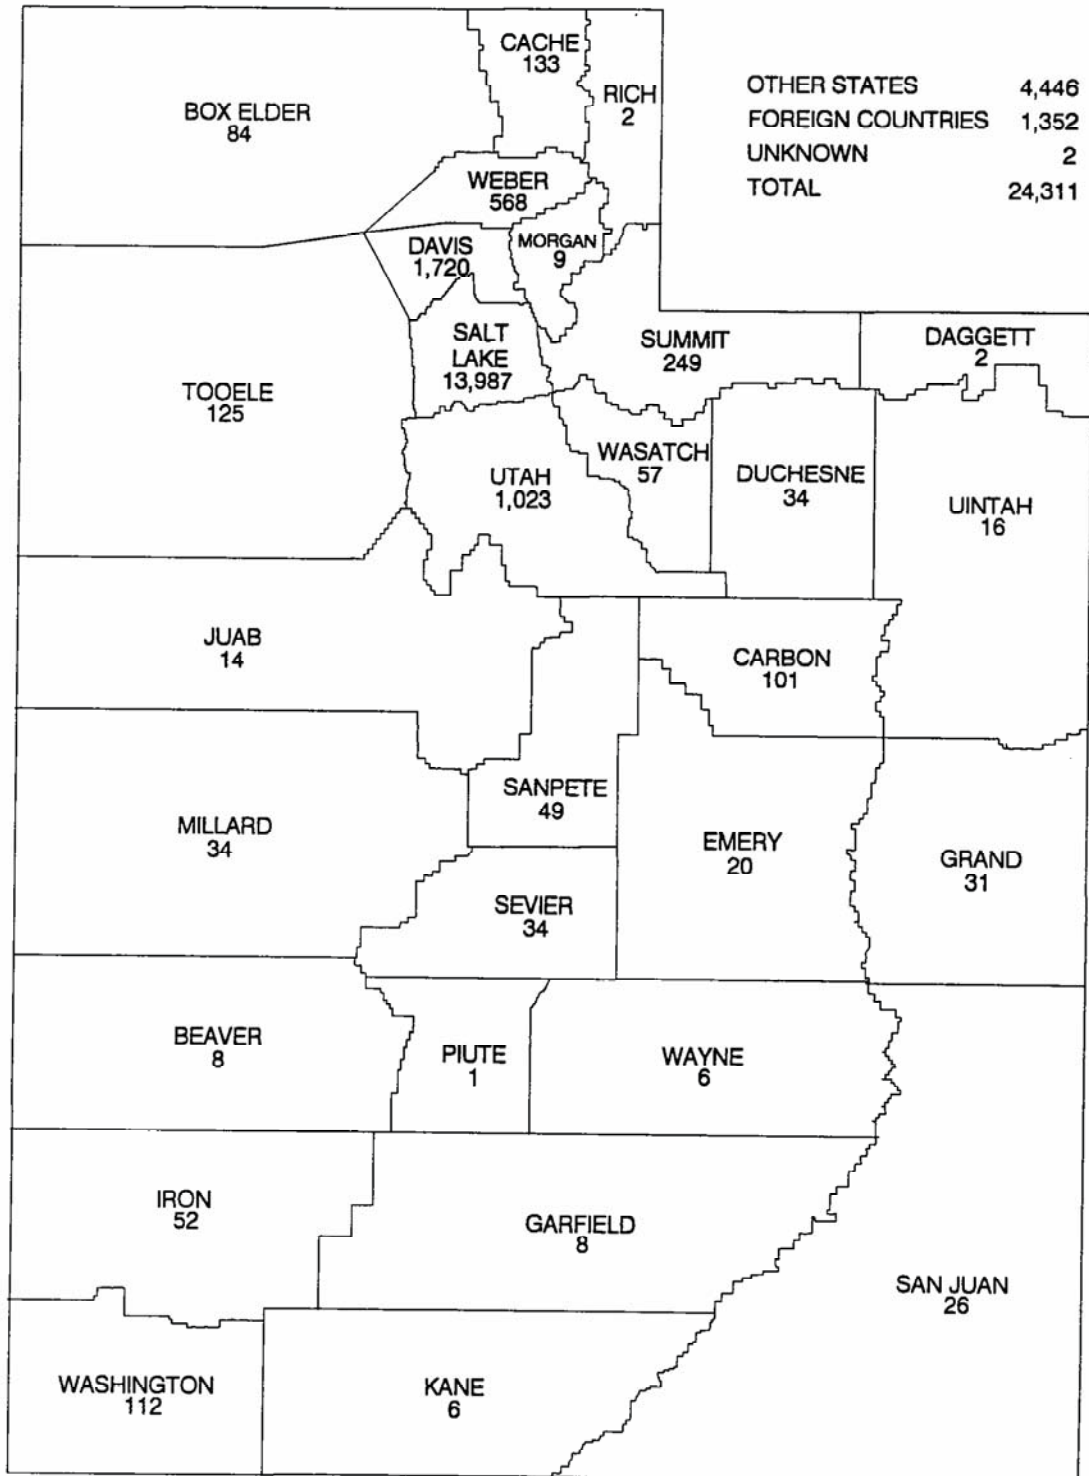 CACHE
133
RICH
2
BOX ELDER
84
OTHER STATES 4,446
FOREIGN COUNTRIES 1,352
UNKNOWN 2
TOTAL 24,311
WEBER
568
DAVIS
1,720
MORGAN
9
SALT
LAKE
13,987
SUMMIT
249
DAGGETT
2
TOOELE
125
UTAH
1,023
WASATCH
57
DUCHESNE
34
UINTAH
16
JUAB
14
CARBON
101
SANPETE
49
MILLARD
34
EMERY
20
GRAND
31
SEVIER
34
BEAVER
8
PIUTE
1
WAYNE
6
IRON
52
GARFIELD
8
SAN JUAN
26
WASHINGTON
112
KANE
6